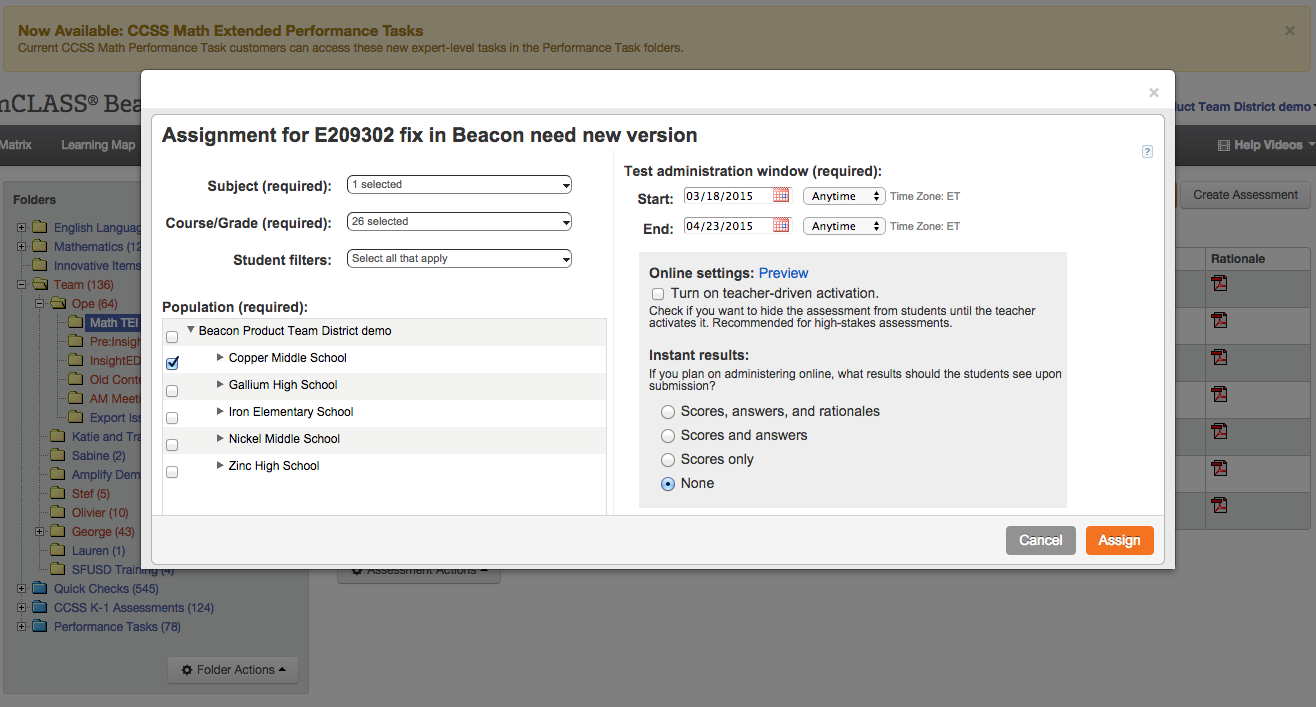 Now Available: CCSS Math Extended Performance Tasks
Current CCSS Math Performance Task customers can access these new expert-level tasks in the Performance Task folders.
×
mCLASS® Bea
uct Team District demo
Matrix
Learning Map
Help Videos
Folders
English Languag
Mathematics (12
Innovative Items
Team (136)
Ope (64)
Math TEI
Pre:Insigh
InsightED
Old Conte
AM Meeti
Export Iss
Katie and Tra
Sabine (2)
Amplify Dem
Stef (5)
Olivier (10)
George (43)
Lauren (1)
SFUSD Training (4)
Quick Checks (545)
CCSS K-1 Assessments (124)
Performance Tasks (78)
Folder Actions
×
Assignment for E209302 fix in Beacon need new version
?
Subject (required): 1 selected
Course/Grade (required): 26 selected
Student filters: Select all that apply
Population (required):
Beacon Product Team District demo
Copper Middle School
Gallium High School
Iron Elementary School
Nickel Middle School
Zinc High School
Test administration window (required):
Start: 03/18/2015 Anytime Time Zone: ET
End: 04/23/2015 Anytime Time Zone: ET
Online settings: Preview
Turn on teacher-driven activation.
Check if you want to hide the assessment from students until the teacher
activates it. Recommended for high-stakes assessments.
Instant results:
If you plan on administering online, what results should the students see upon
submission?
Scores, answers, and rationales
Scores and answers
Scores only
None
Cancel
Assign
Assessment Actions
Create Assessment
Rationale